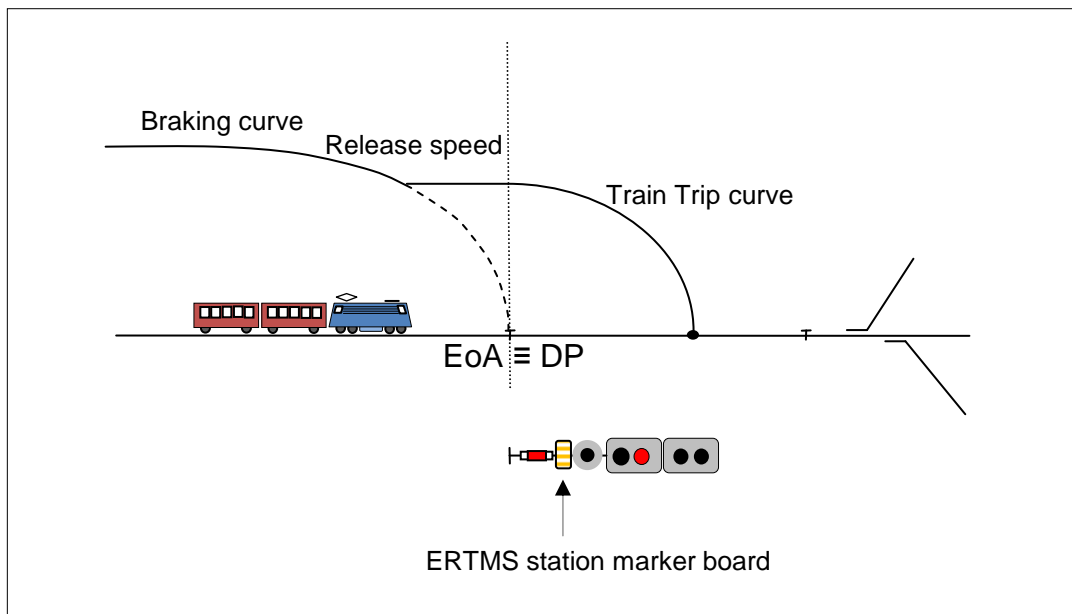 Braking curve
Release speed
Train Trip curve
EoA ≡ DP
ERTMS station marker board